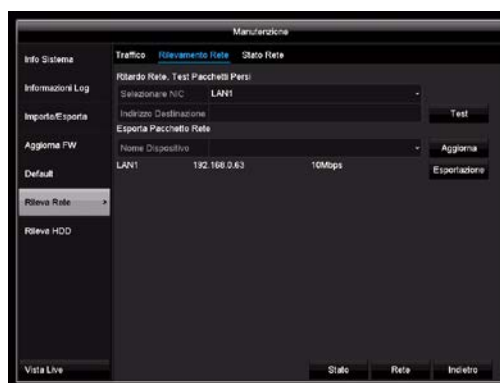 Manutenzione
Info Sistema
Informazioni Log
Importa/Esporta
Aggiorna FW
Default
Rileva Rete >
Rileva HDD
Vista Live
Traffico Rilevamento Rete Stato Rete
Ritardo Rete, Test Pacchetti Persi
Selezionare NIC LAN1
Indirizzo Destinazione Test
Esporta Pacchetto Rete
Nome Dispositivo Aggiorna
LAN1 192.168.0.63 10Mbps Esportazione
Stato Rete Indietro